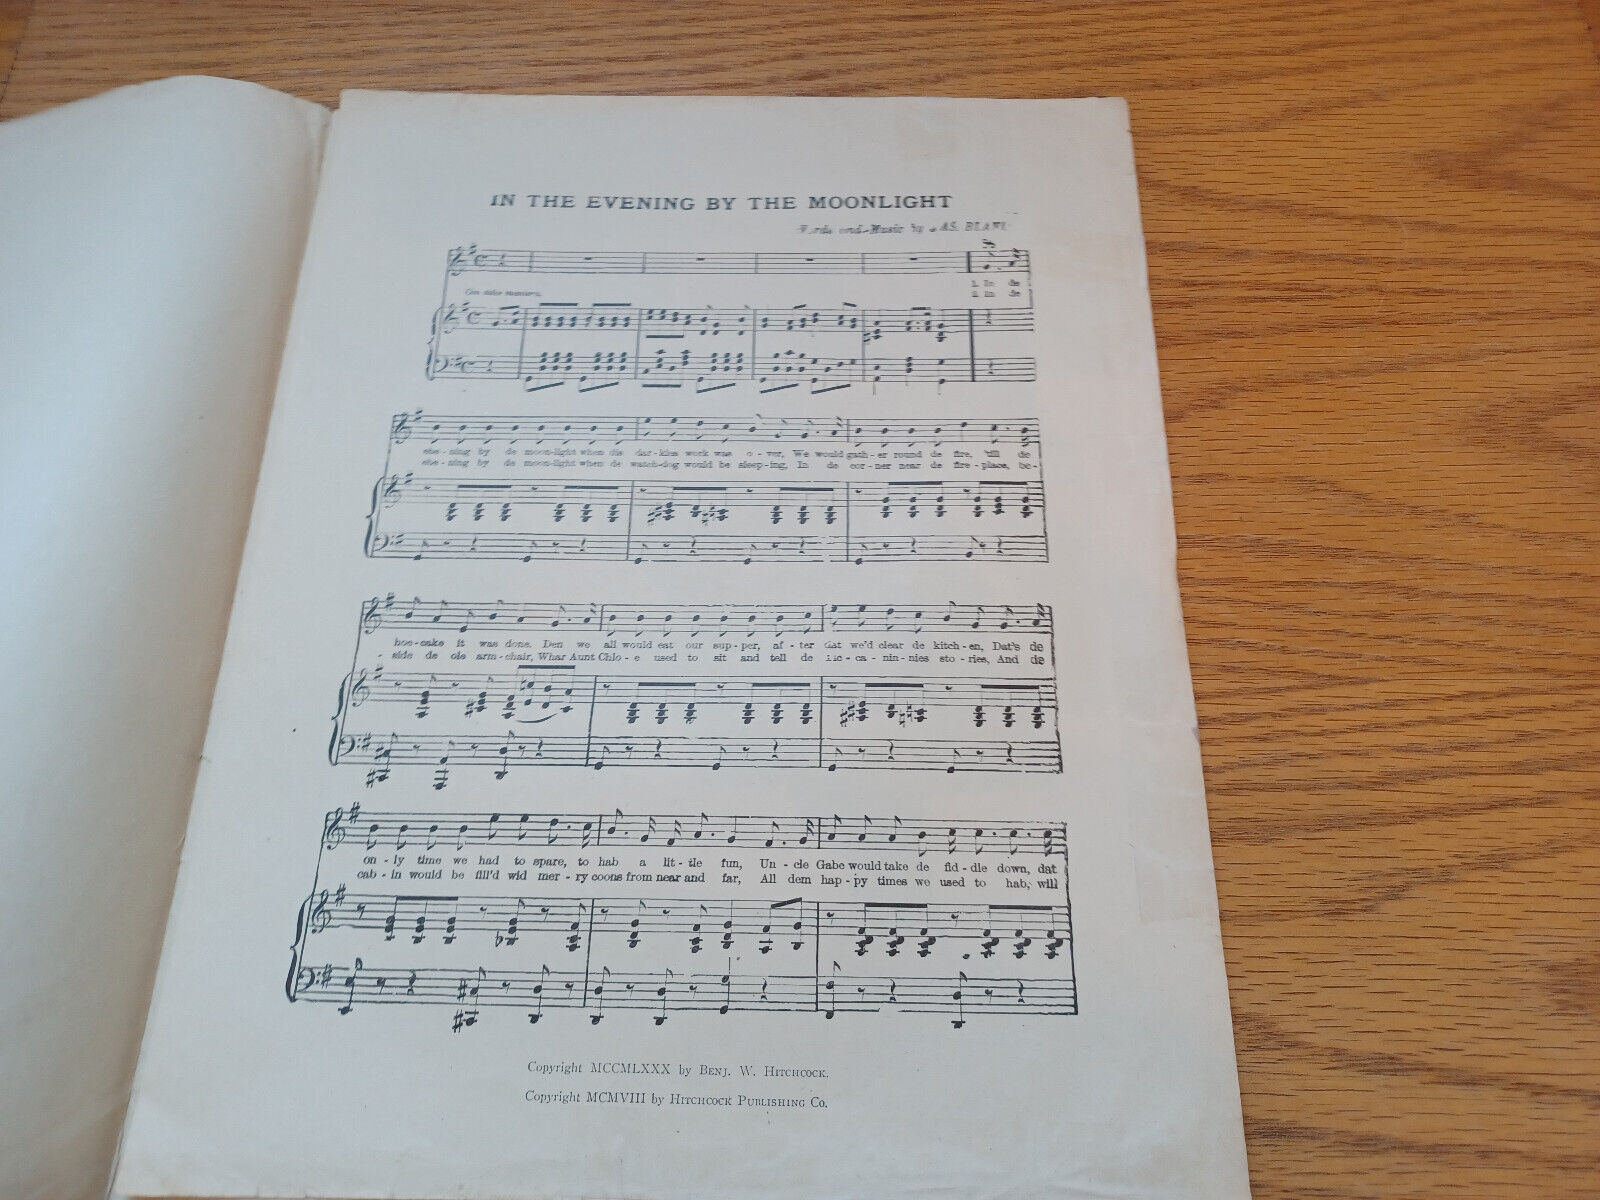 IN THE EVENING BY THE MOONLIGHT
Words and Music by JAS. BLAND
1. In de
2. In de
eve - ning by de moon-light when dis dar-kies work was o - ver, We would gath-er round de fire, 'till de
eve - ning by de moon-light when de watch-dog would be sleep-ing, In de cor - ner near de fire - place, be-
hoe-cake it was done. Den we all would eat our sup - per, af - ter dat we'd clear de kitch - en, Dat's de
side de ole arm-chair, Whar Aunt Chlo - e used to sit and tell de pic - ca - nin - nies sto - ries, And de
on - ly time we had to spare, to hab a lit - tle fun, Un - cle Gabe would take de fid - dle down, dat
cab - in would be fill'd wid mer - ry coons from near and far, All dem hap - py times we used to hab, will
Copyright MCCMLXXX by BENJ. W. HITCHCOCK.
Copyright MCMVIII by HITCHCOCK PUBLISHING CO.